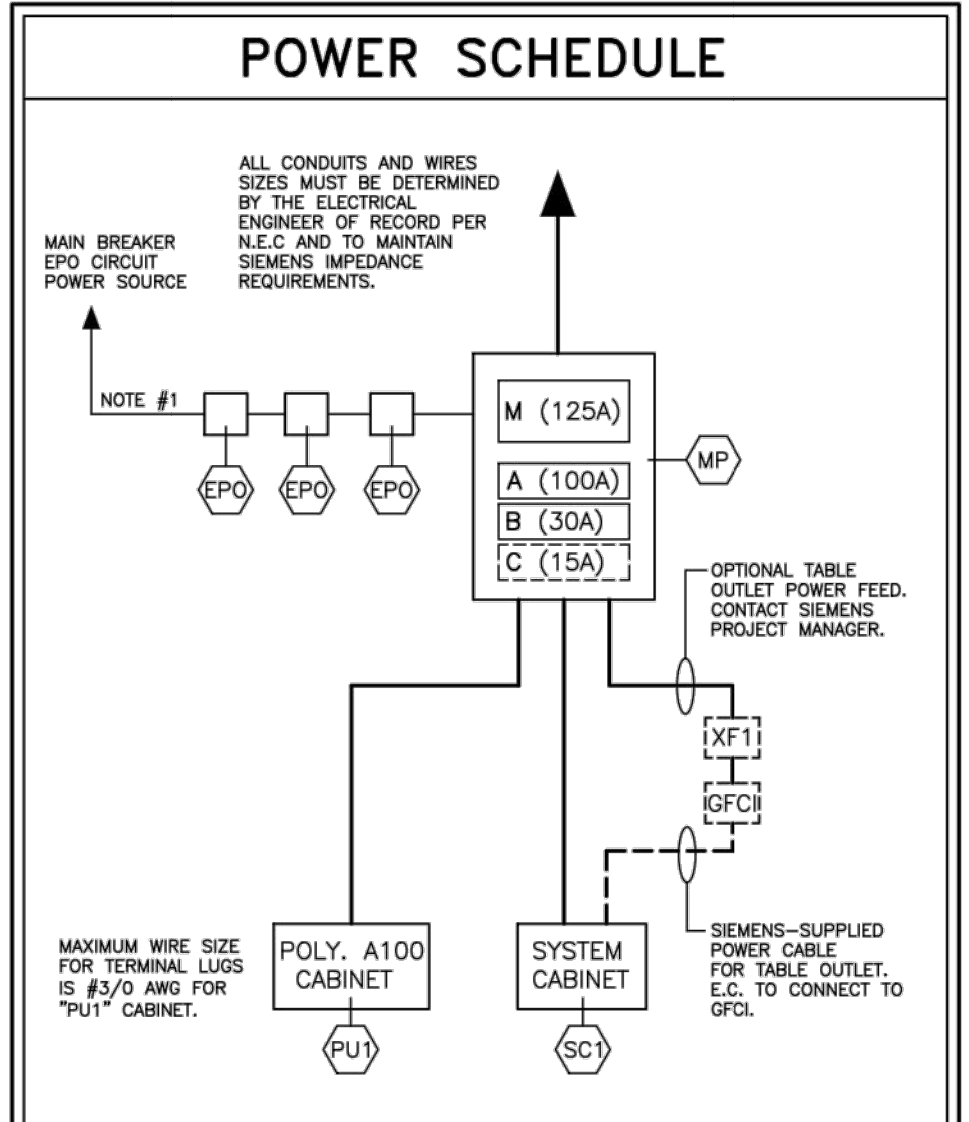 POWER SCHEDULE
ALL CONDUITS AND WIRES
SIZES MUST BE DETERMINED
BY THE ELECTRICAL
ENGINEER OF RECORD PER
N.E.C AND TO MAINTAIN
SIEMENS IMPEDANCE
REQUIREMENTS.
MAIN BREAKER
EPO CIRCUIT
POWER SOURCE
NOTE #1
EPO
EPO
EPO
M (125A)
A (100A)
B (30A)
C (15A)
MP
OPTIONAL TABLE
OUTLET POWER FEED.
CONTACT SIEMENS
PROJECT MANAGER.
XF1
GFCI
MAXIMUM WIRE SIZE
FOR TERMINAL LUGS
IS #3/0 AWG FOR
"PU1" CABINET.
POLY. A100
CABINET
PU1
SYSTEM
CABINET
SC1
SIEMENS-SUPPLIED
POWER CABLE
FOR TABLE OUTLET.
E.C. TO CONNECT TO
GFCI.